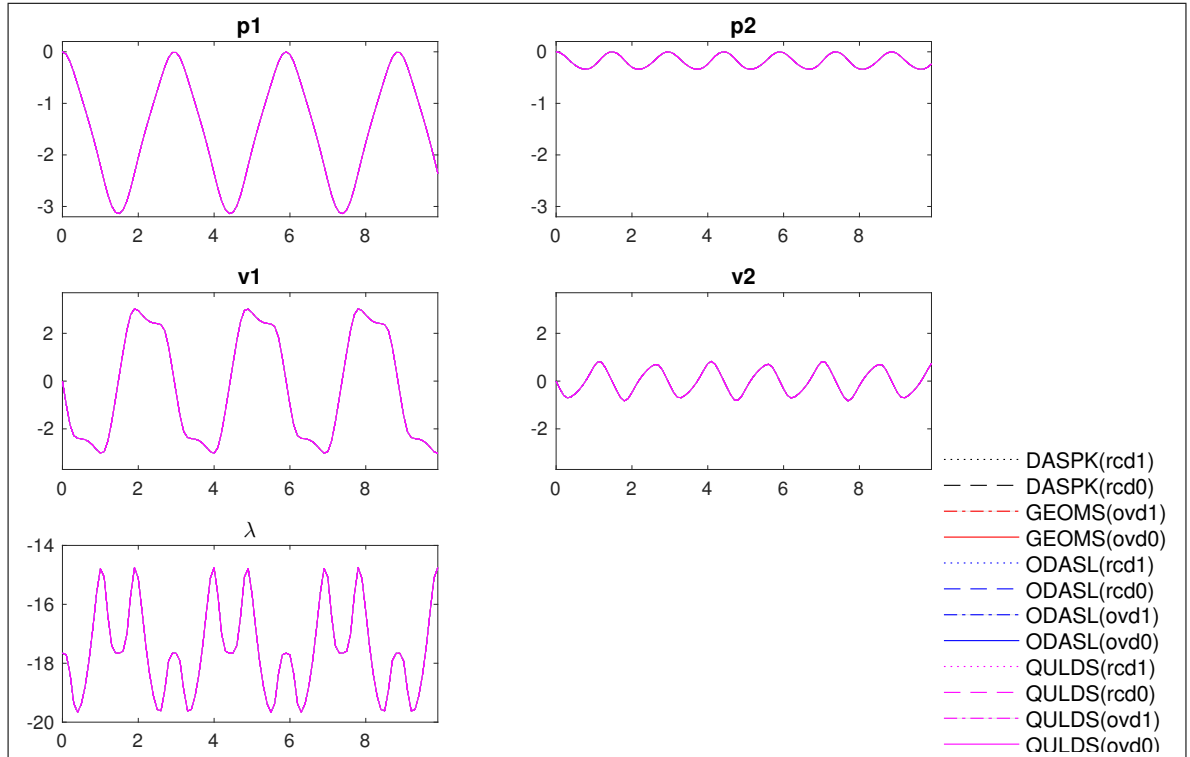 p1
0
-1
-2
-3
0 2 4 6 8
p2
0
-1
-2
-3
0 2 4 6 8
v1
2
0
-2
0 2 4 6 8
v2
2
0
-2
0 2 4 6 8
λ
-14
-16
-18
-20
0 2 4 6 8
DASPK(rcd1)
DASPK(rcd0)
GEOMS(ovd1)
GEOMS(ovd0)
ODASL(rcd1)
ODASL(rcd0)
ODASL(ovd1)
ODASL(ovd0)
QULDS(rcd1)
QULDS(rcd0)
QULDS(ovd1)
QULDS(ovd0)